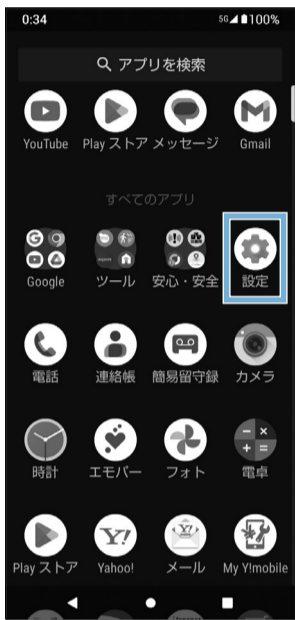 0:34 5G 100%
アプリを検索
YouTube Play ストア メッセージ Gmail
すべてのアプリ
Google ツール 安心・安全 設定
電話 連絡帳 簡易留守録 カメラ
時計 エモパー フォト 電卓
Y!
Play ストア Yahoo! メール My Y!mobile